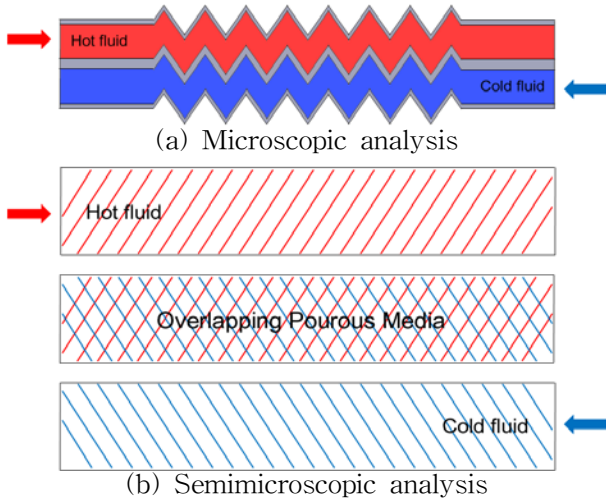 Hot fluid
Cold fluid
(a) Microscopic analysis
Hot fluid
Overlapping Pourous Media
Cold fluid
(b) Semimicroscopic analysis